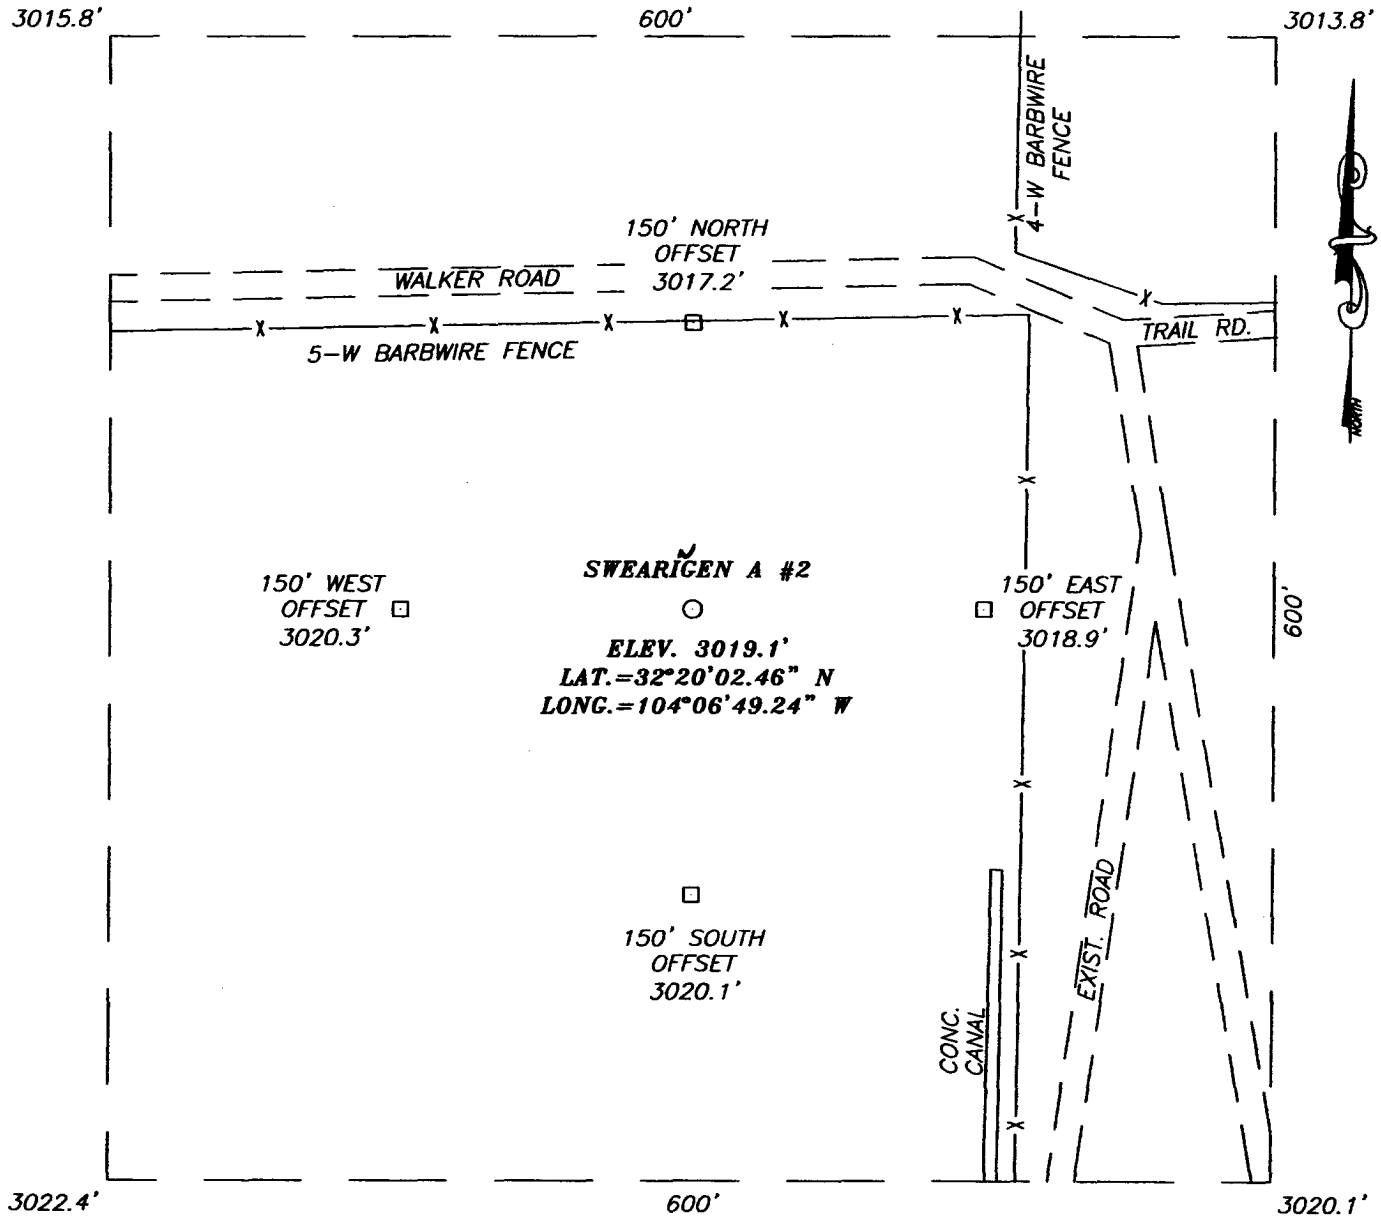 3015.8' 600' 3013.8'
4-W BARBWIRE
FENCE
150' NORTH
OFFSET
3017.2'
WALKER ROAD
TRAIL RD.
5-W BARBWIRE FENCE
NORTH
150' WEST
OFFSET
3020.3'
SWEARIGEN A #2
N
ELEV. 3019.1'
LAT.=32°20'02.46" N
LONG.=104°06'49.24" W
150' EAST
OFFSET
3018.9'
600'
150' SOUTH
OFFSET
3020.1'
CONC.
CANAL
EXIST. ROAD
3022.4' 600' 3020.1'